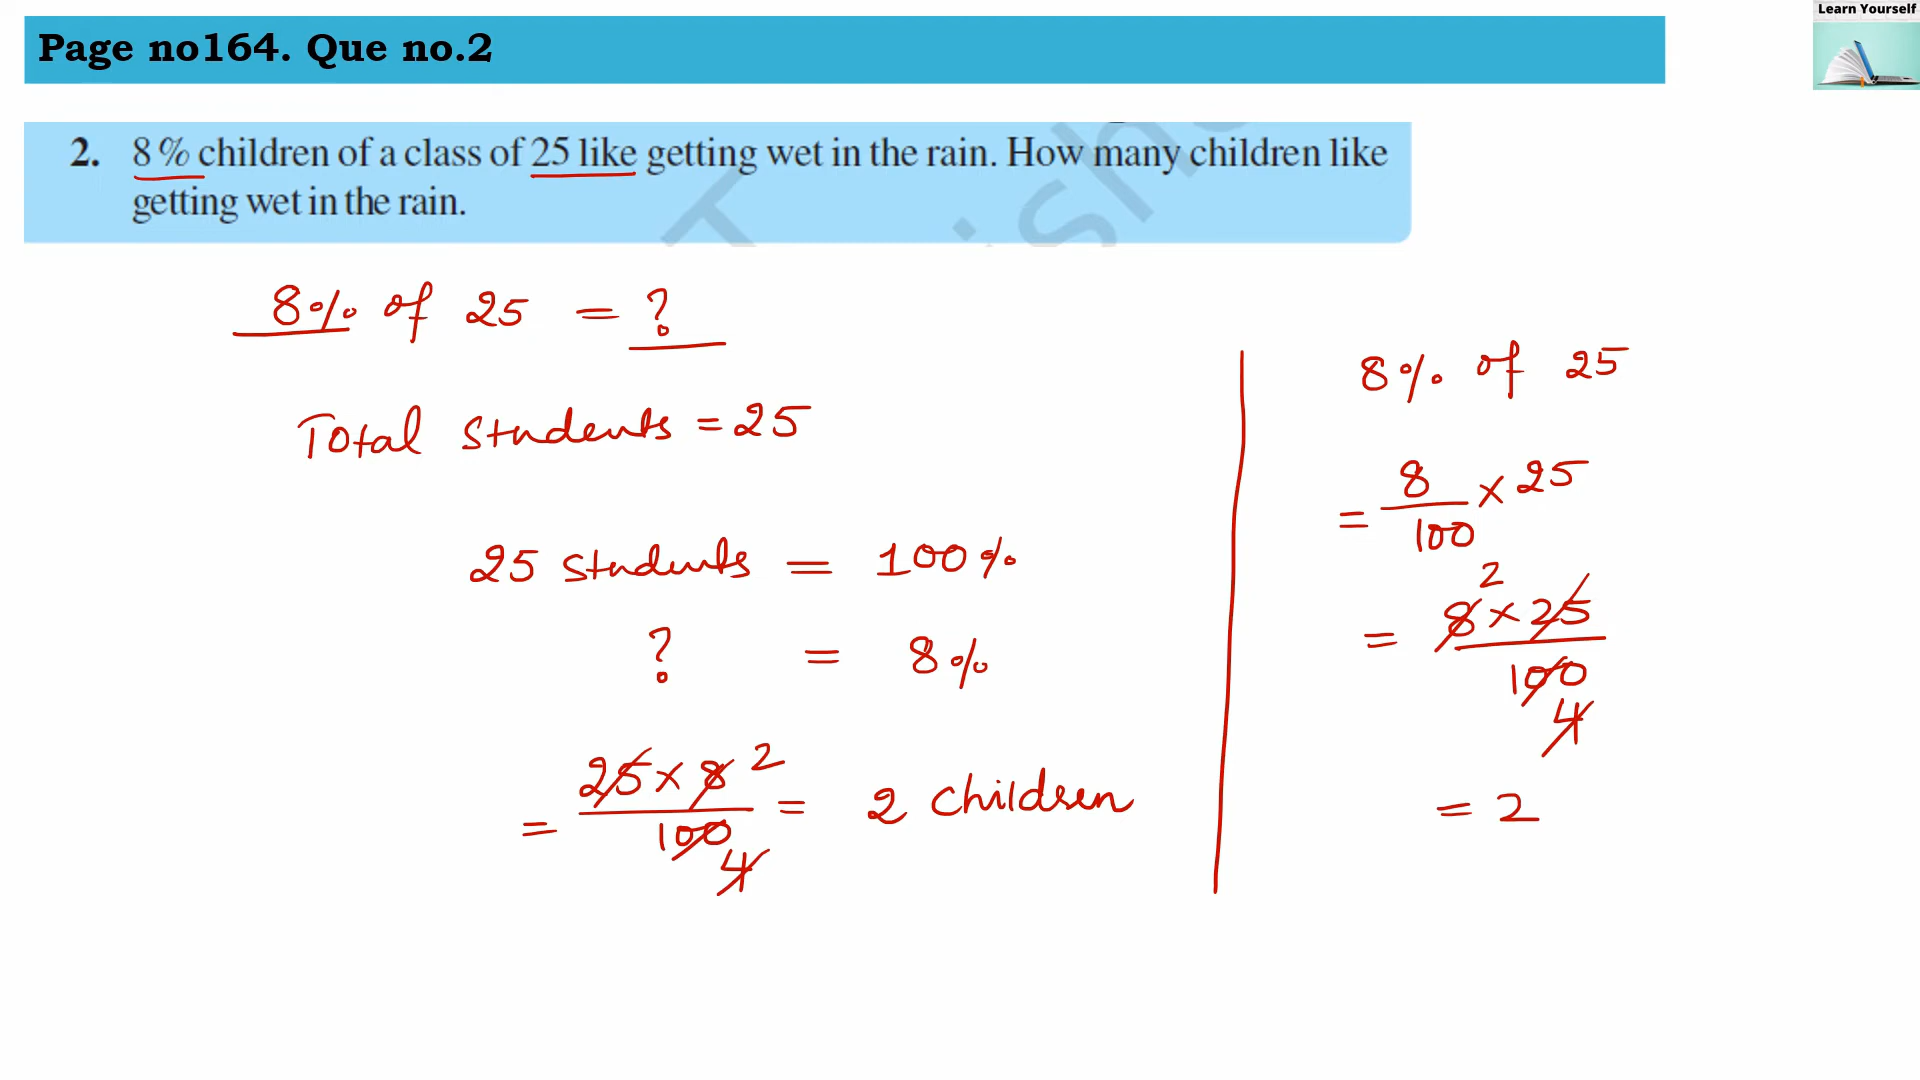 Learn Yourself
Page no164. Que no.2
2. 8% children of a class of 25 like getting wet in the rain. How many children like
getting wet in the rain.
8% of 25 = ?
Total students = 25
25 students = 100%
? = 8%
= 25 × 8 2 / 100 4 = 2 children
8% of 25
= 8/100 × 25
2
= 8 × 25 / 100
4
= 2